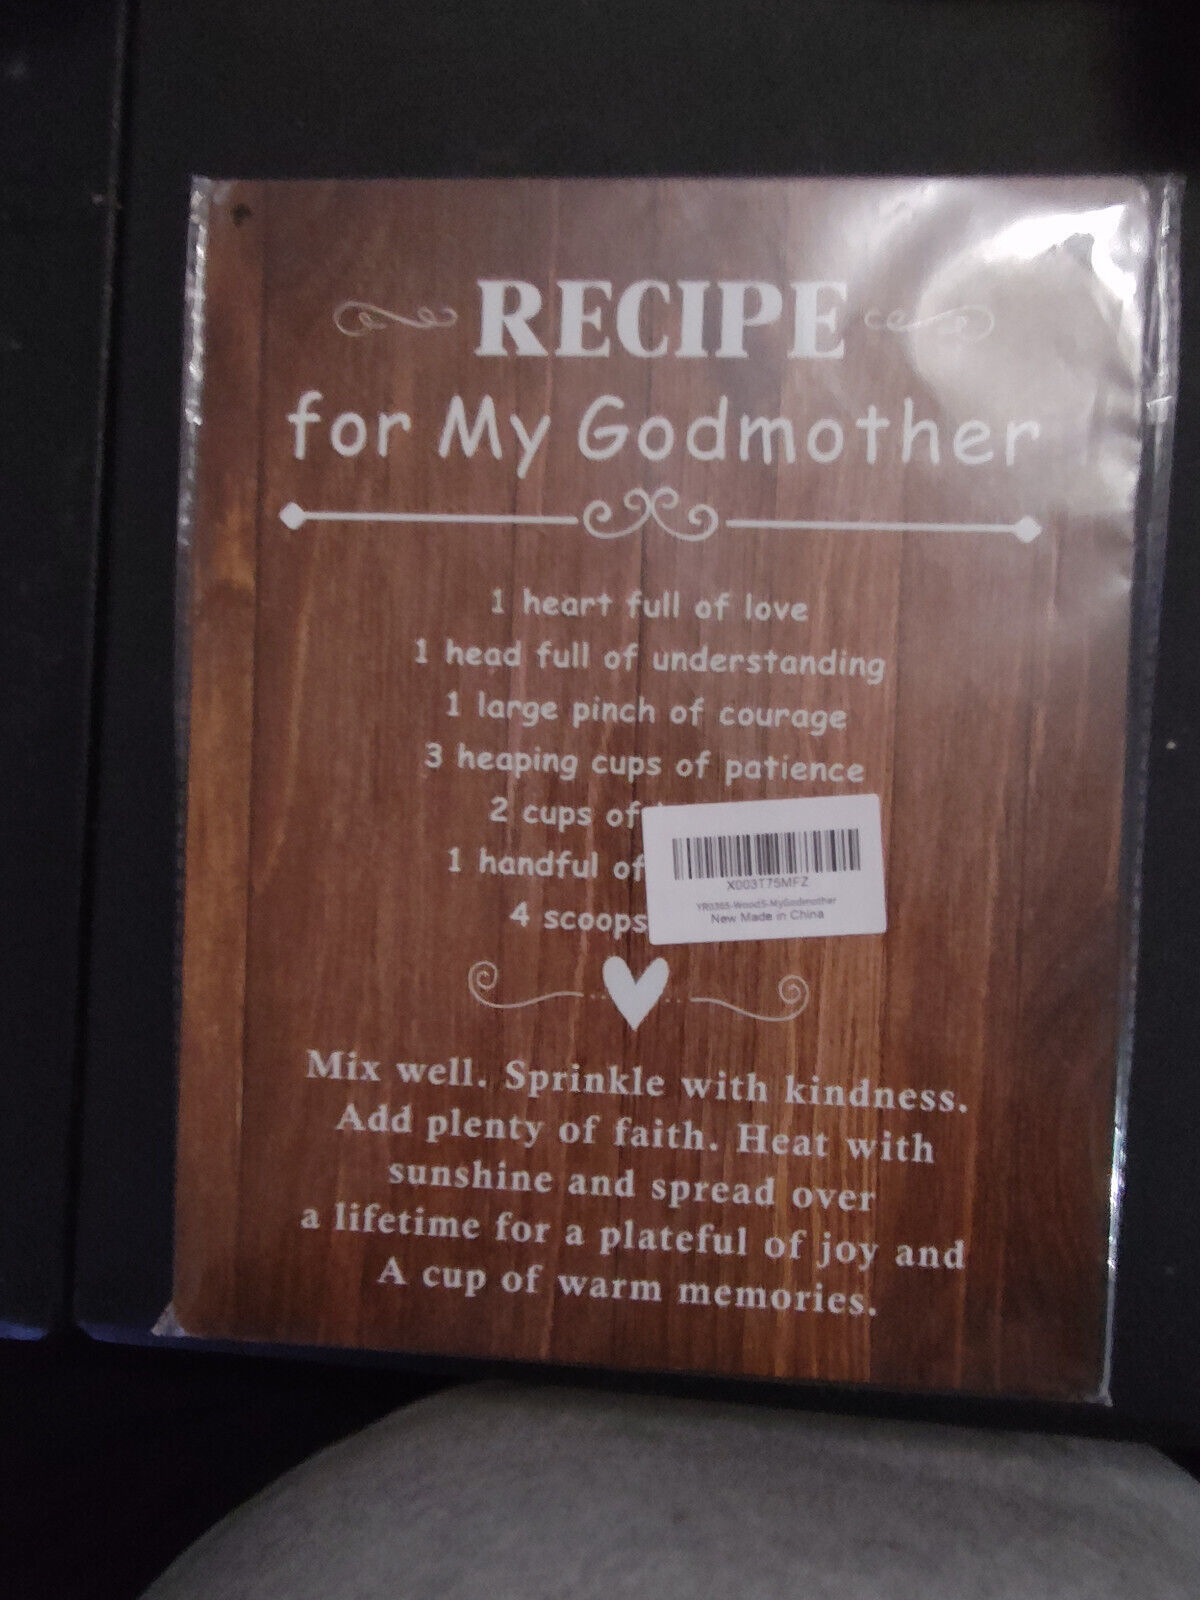 RECIPE
for My Godmother
1 heart full of love
1 head full of understanding
1 large pinch of courage
3 heaping cups of patience
2 cups of
1 handful of
4 scoops
X003T75MFZ
YR0365-Wood5-MyGodmother
New Made in China
Mix well. Sprinkle with kindness.
Add plenty of faith. Heat with
sunshine and spread over
a lifetime for a plateful of joy and
A cup of warm memories.